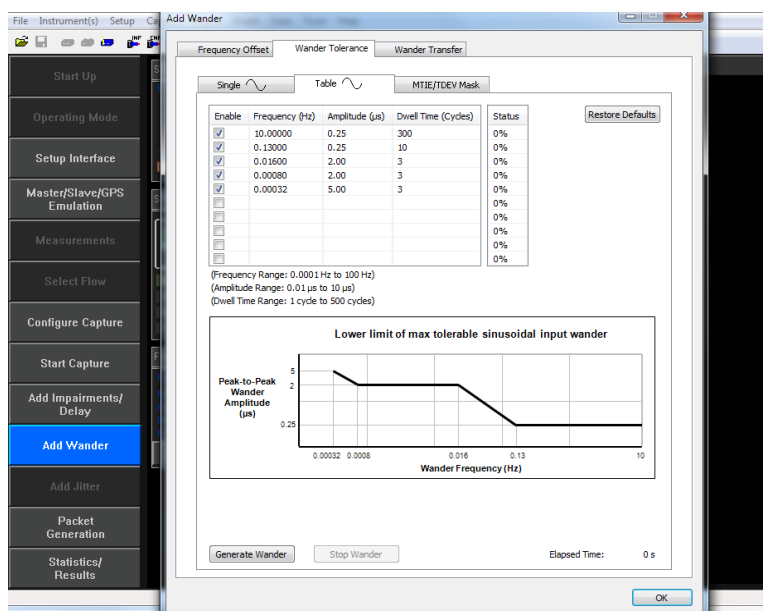 File Instrument(s) Setup Ca
Add Wander
Start Up
Operating Mode
Setup Interface
Master/Slave/GPS
Emulation
Measurements
Select Flow
Configure Capture
Start Capture
Add Impairments/
Delay
Add Wander
Add Jitter
Packet
Generation
Statistics/
Results
Frequency Offset Wander Tolerance Wander Transfer
Single Table MTIE/TDEV Mask
Restore Defaults
Enable Frequency (Hz) Amplitude (µs) Dwell Time (Cycles) Status
10.00000 0.25 300 0%
0.13000 0.25 10 0%
0.01600 2.00 3 0%
0.00080 2.00 3 0%
0.00032 5.00 3 0%
0%
0%
0%
0%
0%
(Frequency Range: 0.0001 Hz to 100 Hz)
(Amplitude Range: 0.01 µs to 10 µs)
(Dwell Time Range: 1 cycle to 500 cycles)
Lower limit of max tolerable sinusoidal input wander
Peak-to-Peak
Wander
Amplitude
(µs)
5
2
0.25
0.00032 0.0008 0.016 0.13 10
Wander Frequency (Hz)
Generate Wander Stop Wander Elapsed Time: 0 s
OK